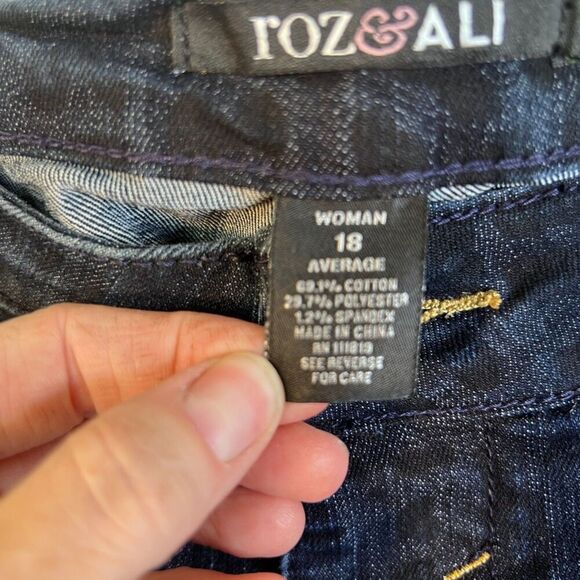 roz&ALI
WOMAN
18
AVERAGE
69.1% COTTON
29.7% POLYESTER
1.2% SPANDEX
MADE IN CHINA
RN 111819
SEE REVERSE
FOR CARE